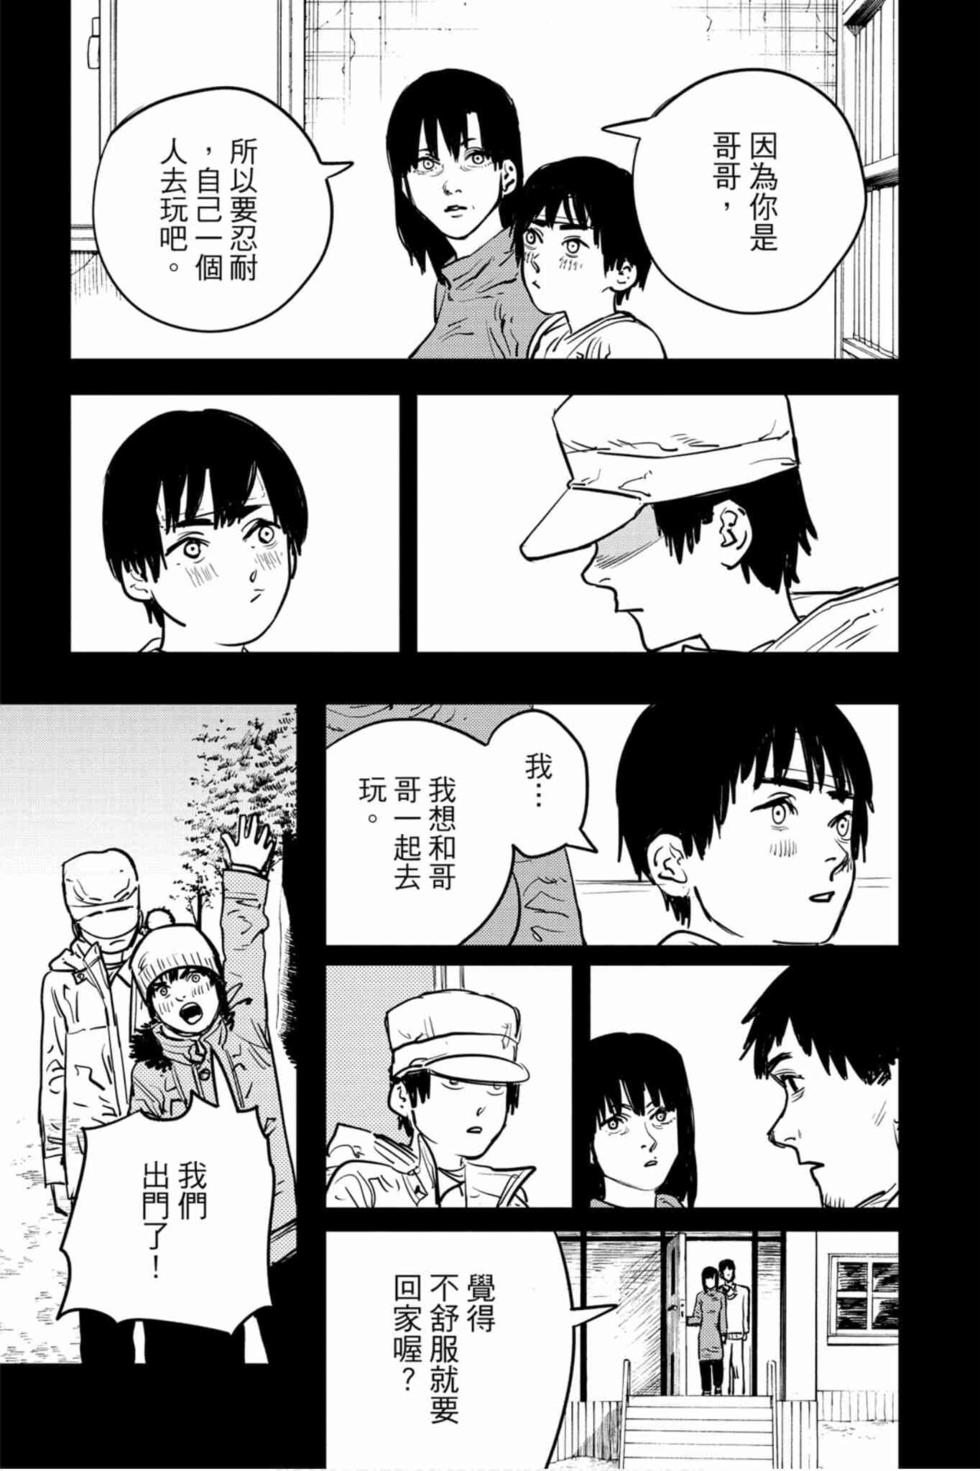 因為你是
哥哥，
所以要忍耐
，自己一個
人去玩吧。
我…
我想和哥
哥一起去
玩。
覺得
不舒服就要
回家喔？
我們
出門了！